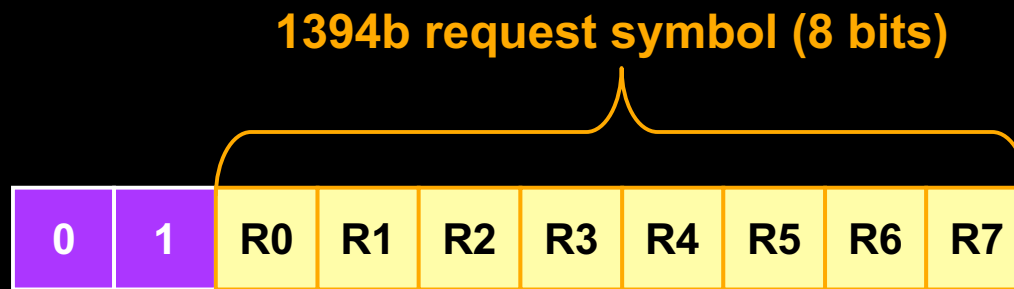 1394b request symbol (8 bits)
0 1 R0 R1 R2 R3 R4 R5 R6 R7